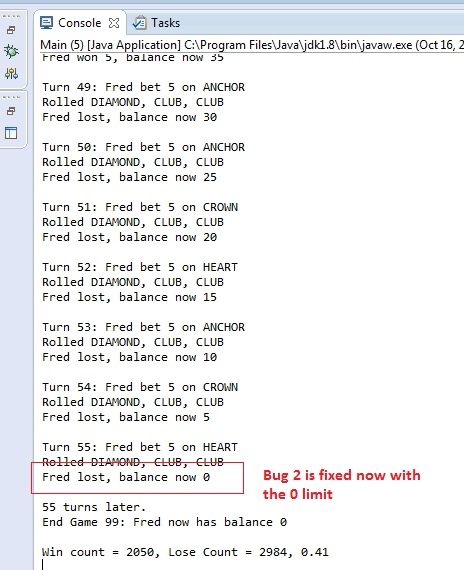 Console Tasks
Main (5) [Java Application] C:\Program Files\Java\jdk1.8\bin\javaw.exe (Oct 16, 2
Fred won 5, balance now 35
Turn 49: Fred bet 5 on ANCHOR
Rolled DIAMOND, CLUB, CLUB
Fred lost, balance now 30
Turn 50: Fred bet 5 on ANCHOR
Rolled DIAMOND, CLUB, CLUB
Fred lost, balance now 25
Turn 51: Fred bet 5 on CROWN
Rolled DIAMOND, CLUB, CLUB
Fred lost, balance now 20
Turn 52: Fred bet 5 on HEART
Rolled DIAMOND, CLUB, CLUB
Fred lost, balance now 15
Turn 53: Fred bet 5 on ANCHOR
Rolled DIAMOND, CLUB, CLUB
Fred lost, balance now 10
Turn 54: Fred bet 5 on CROWN
Rolled DIAMOND, CLUB, CLUB
Fred lost, balance now 5
Turn 55: Fred bet 5 on HEART
Rolled DIAMOND, CLUB, CLUB
Fred lost, balance now 0
Bug 2 is fixed now with
the 0 limit
55 turns later.
End Game 99: Fred now has balance 0
Win count = 2050, Lose Count = 2984, 0.41